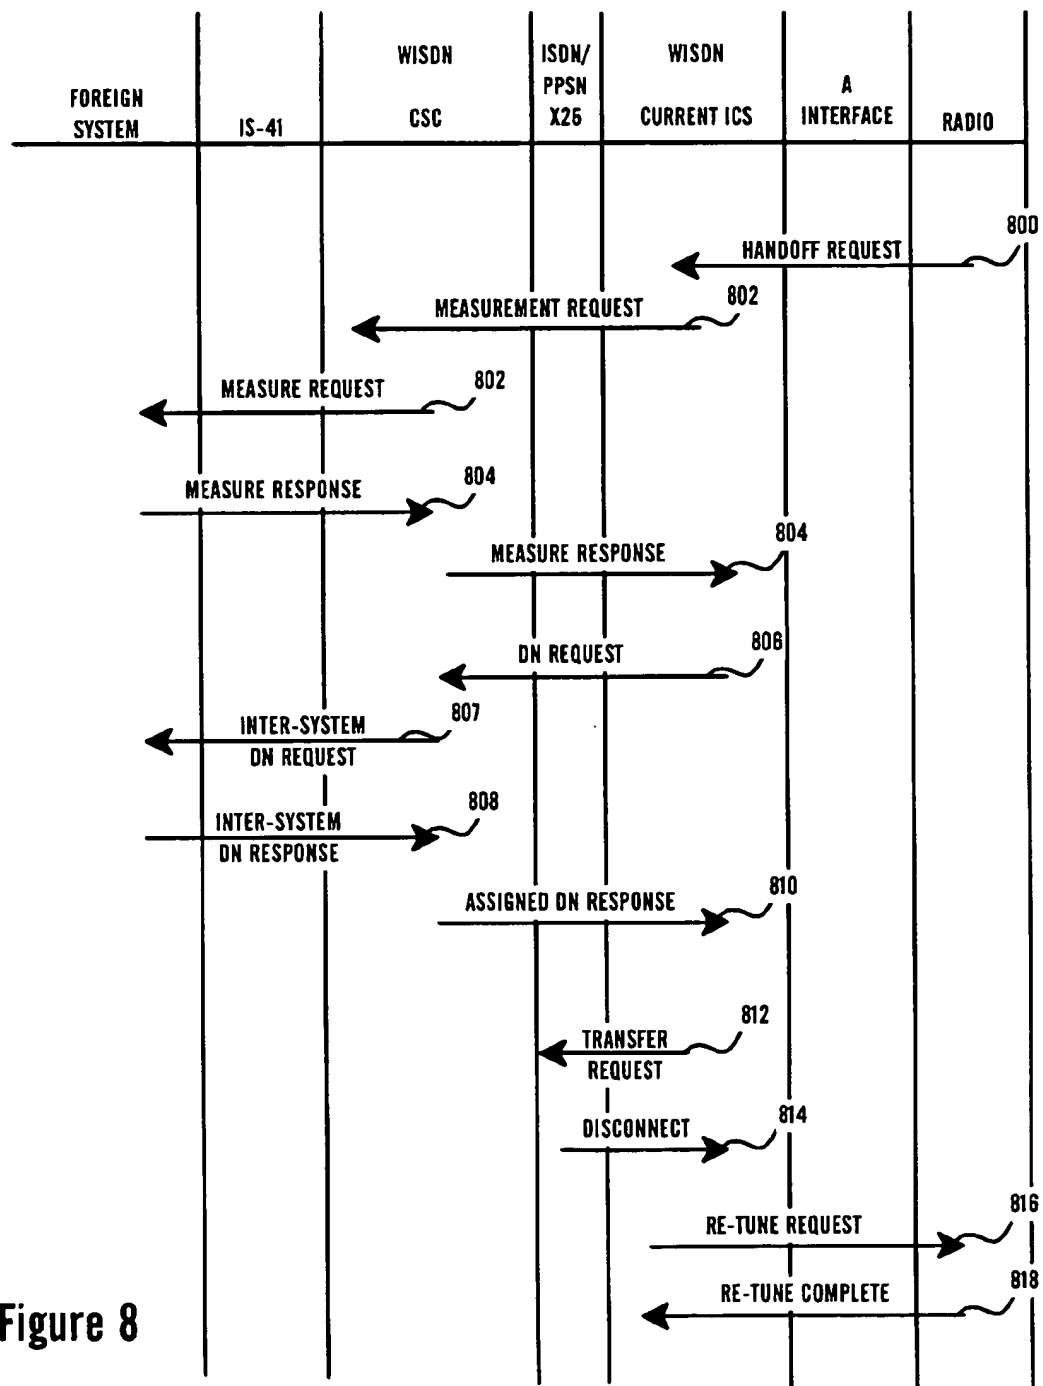 FOREIGN
SYSTEM
IS-41
WISDN
CSC
ISDN/
PPSN
X25
WISDN
CURRENT ICS
A
INTERFACE
RADIO
800
HANDOFF REQUEST
802
MEASUREMENT REQUEST
802
MEASURE REQUEST
804
MEASURE RESPONSE
804
MEASURE RESPONSE
806
DN REQUEST
807
INTER-SYSTEM
DN REQUEST
808
INTER-SYSTEM
DN RESPONSE
810
ASSIGNED DN RESPONSE
812
TRANSFER
REQUEST
814
DISCONNECT
816
RE-TUNE REQUEST
818
RE-TUNE COMPLETE
Figure 8